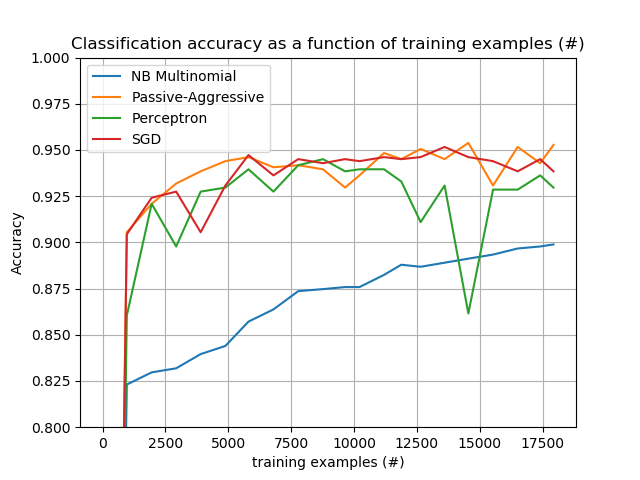 Classification accuracy as a function of training examples (#)
NB Multinomial
Passive-Aggressive
Perceptron
SGD
Accuracy
1.000
0.975
0.950
0.925
0.900
0.875
0.850
0.825
0.800
0 2500 5000 7500 10000 12500 15000 17500
training examples (#)